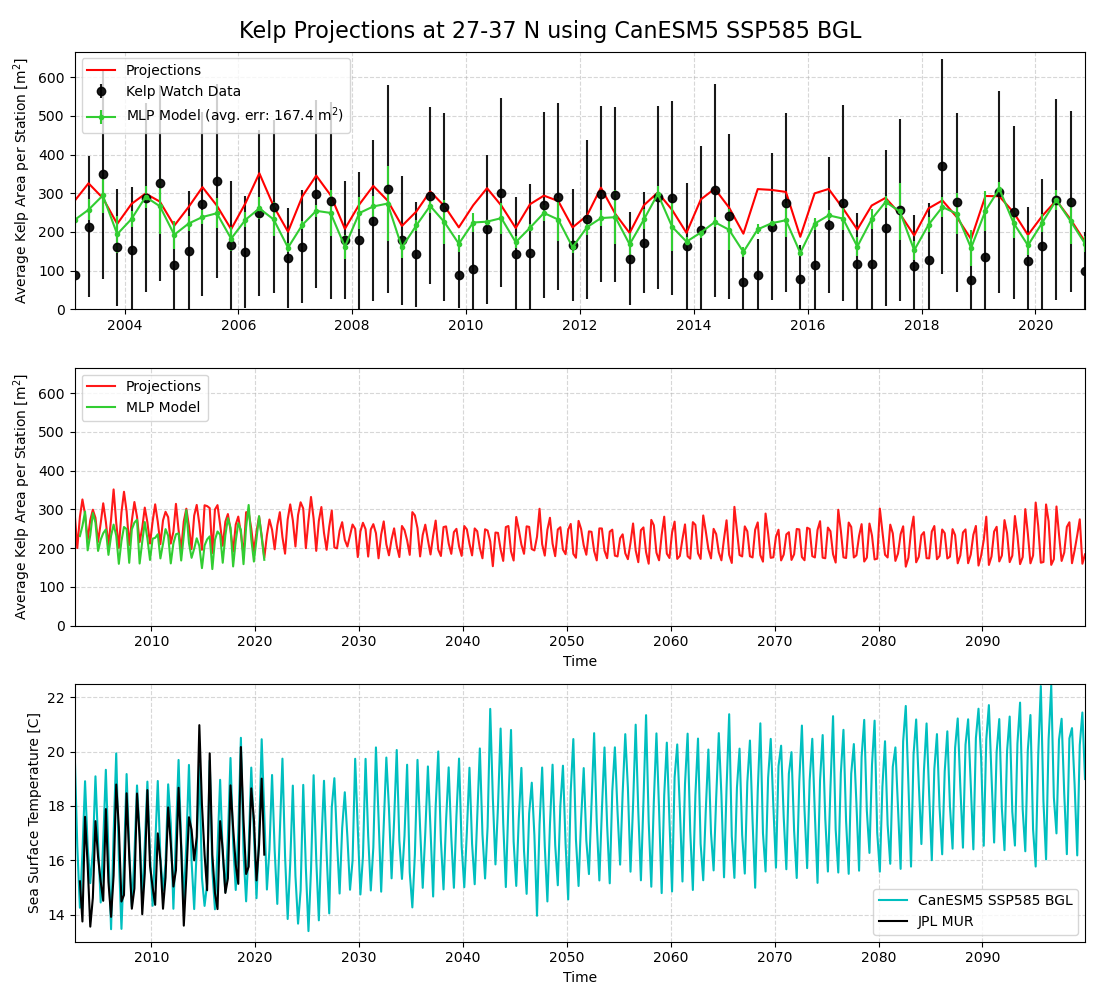 Kelp Projections at 27-37 N using CanESM5 SSP585 BGL
Average Kelp Area per Station [m²]
600
500
400
300
200
100
0
Projections
Kelp Watch Data
MLP Model (avg. err: 167.4 m²)
2004 2006 2008 2010 2012 2014 2016 2018 2020
Average Kelp Area per Station [m²]
600
500
400
300
200
100
0
Projections
MLP Model
2010 2020 2030 2040 2050 2060 2070 2080 2090
Time
Sea Surface Temperature [C]
22
20
18
16
14
CanESM5 SSP585 BGL
JPL MUR
2010 2020 2030 2040 2050 2060 2070 2080 2090
Time